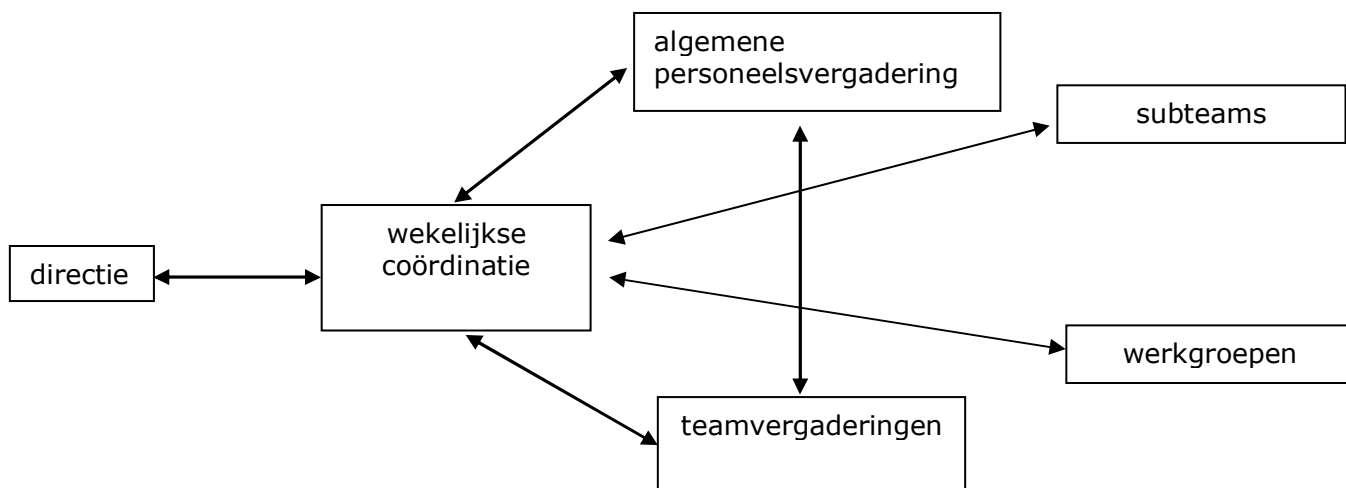 algemene
personeelsvergadering
subteams
wekelijkse
coördinatie
directie
werkgroepen
teamvergaderingen